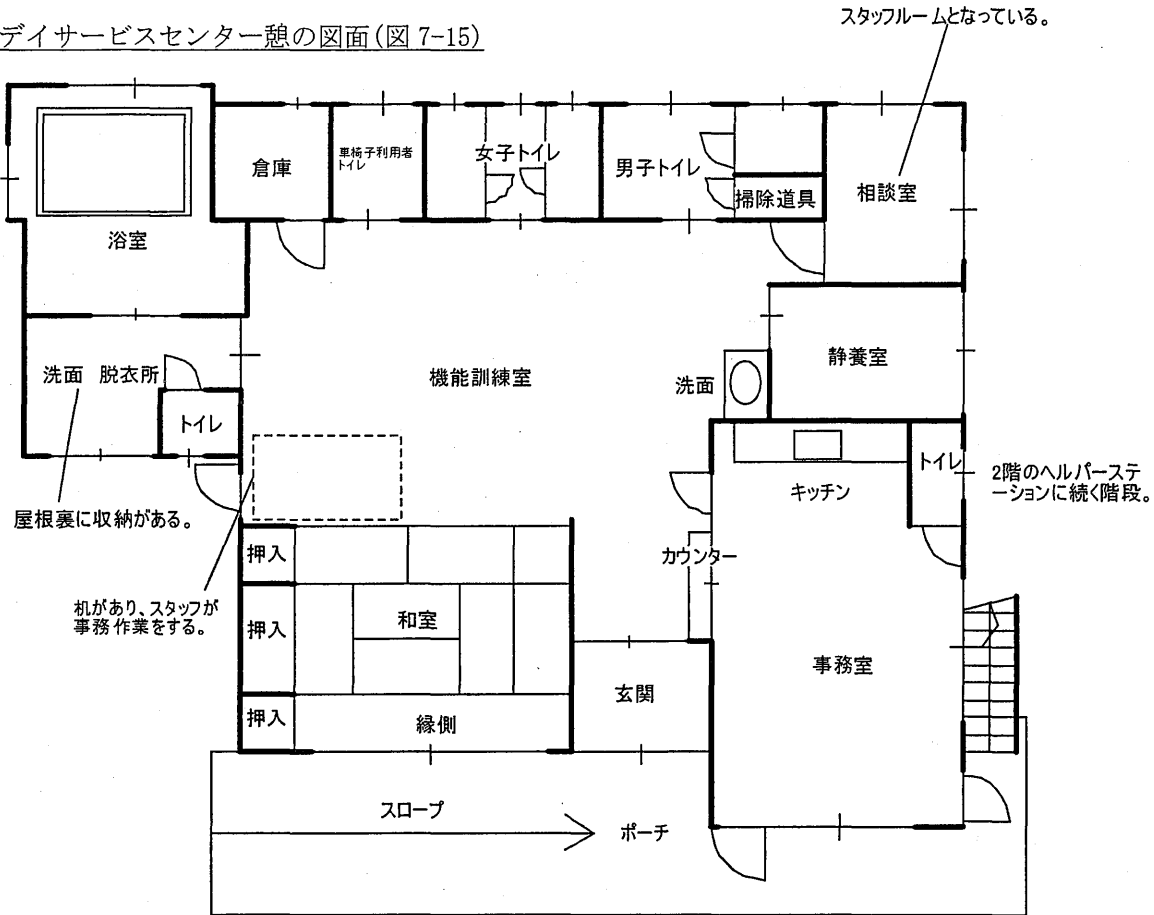 デイサービスセンター憩の図面(図 7-15)
スタッフルームとなっている。
倉庫
車椅子利用者
トイレ
女子トイレ
男子トイレ
掃除道具
相談室
浴室
洗面 脱衣所
トイレ
機能訓練室
洗面
静養室
キッチン
トイレ
2階のヘルパーステ
ーションに続く階段。
屋根裏に収納がある。
机があり、スタッフが
事務作業をする。
押入
押入
押入
和室
縁側
カウンター
玄関
事務室
スロープ
ポーチ